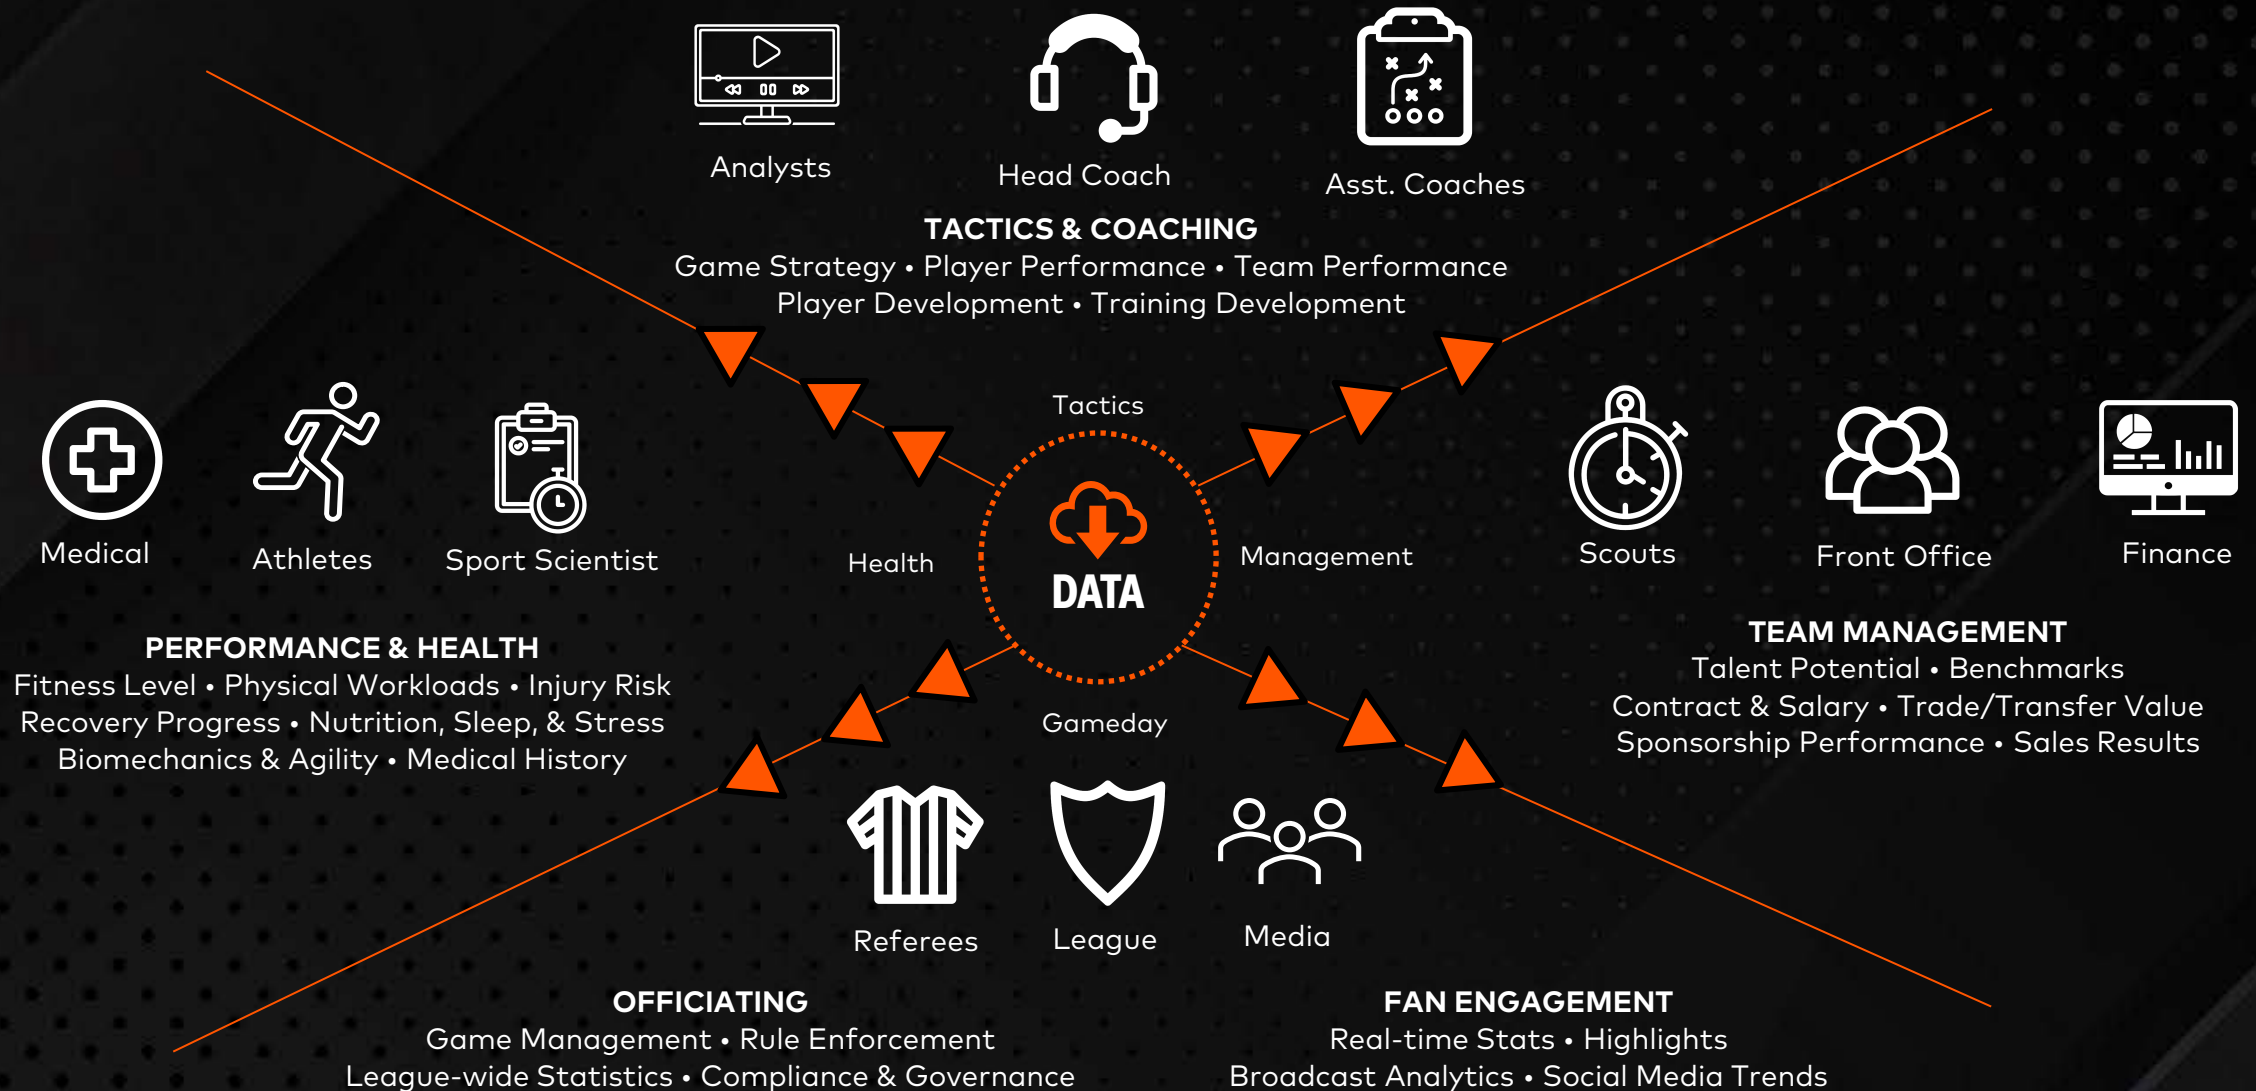 Analysts
Head Coach
Asst. Coaches
TACTICS & COACHING
Game Strategy • Player Performance • Team Performance
Player Development • Training Development
Tactics
Health
DATA
Management
Gameday
Medical
Athletes
Sport Scientist
PERFORMANCE & HEALTH
Fitness Level • Physical Workloads • Injury Risk
Recovery Progress • Nutrition, Sleep, & Stress
Biomechanics & Agility • Medical History
Scouts
Front Office
Finance
TEAM MANAGEMENT
Talent Potential • Benchmarks
Contract & Salary • Trade/Transfer Value
Sponsorship Performance • Sales Results
Referees
League
Media
OFFICIATING
Game Management • Rule Enforcement
League-wide Statistics • Compliance & Governance
FAN ENGAGEMENT
Real-time Stats • Highlights
Broadcast Analytics • Social Media Trends